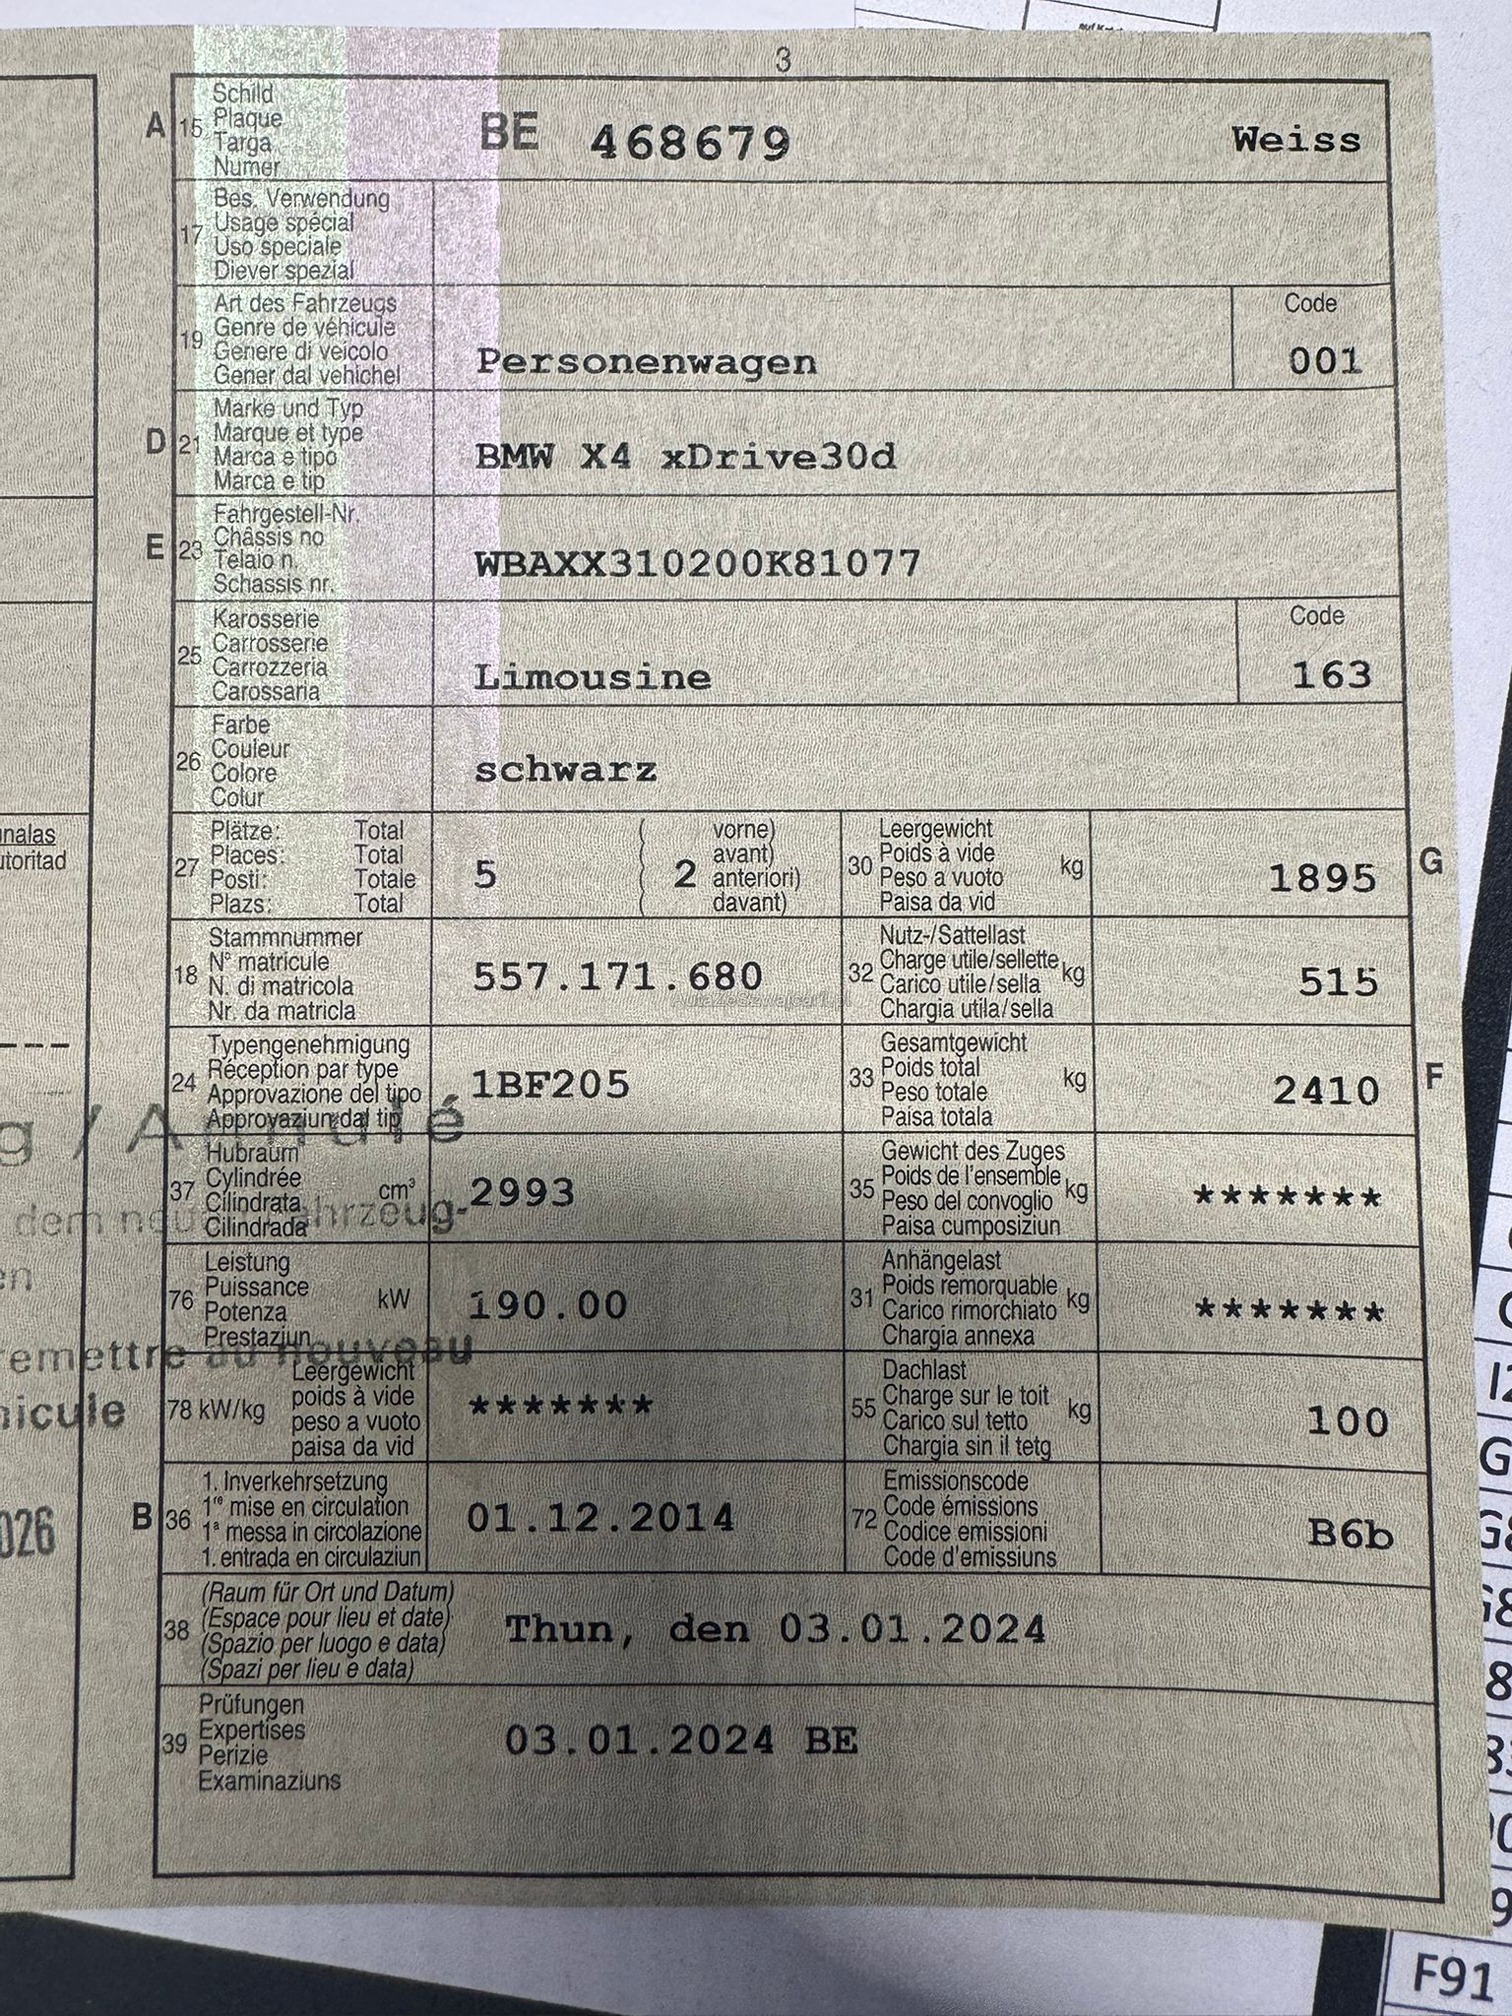 3
A 15 Schild
Plaque
Targa
Numer
BE 468679 Weiss
17 Bes. Verwendung
Usage spécial
Uso speciale
Diever spezial
19 Art des Fahrzeugs
Genre de véhicule
Genere di veicolo
Gener dal vehichel
Personenwagen
Code
001
D 21 Marke und Typ
Marque et type
Marca e tipo
Marca e tip
BMW X4 xDrive30d
E 23 Fahrgestell-Nr.
Châssis no
Telaio n.
Schassis nr.
WBAXX310200K81077
25 Karosserie
Carrosserie
Carrozzeria
Carossaria
Limousine
Code
163
26 Farbe
Couleur
Colore
Colur
schwarz
27 Plätze: Total
Places: Total
Posti: Totale
Plazs: Total
5
2
vorne)
avant)
anteriori)
davant)
30 Leergewicht
Poids à vide
Peso a vuoto
Paisa da vid
kg
1895
G
18 Stammnummer
N° matricule
N. di matricola
Nr. da matricla
557.171.680
32 Nutz-/Sattellast
Charge utile/sellette
Carico utile/sella
Chargia utila/sella
kg
515
24 Typengenehmigung
Réception par type
Approvazione del tipo
Approvaziun dal tip
1BF205
33 Gesamtgewicht
Poids total
Peso totale
Paisa totala
kg
2410
F
37 Hubraum
Cylindrée
Cilindrata
Cilindrada
cm³
2993
35 Gewicht des Zuges
Poids de l'ensemble
Peso del convoglio
Paisa cumposiziun
kg
*******
76 Leistung
Puissance
Potenza
Prestaziun
kW
190.00
31 Anhängelast
Poids remorquable
Carico rimorchiato
Chargia annexa
kg
*******
78 kW/kg
Leergewicht
poids à vide
peso a vuoto
paisa da vid
*******
55 Dachlast
Charge sur le toit
Carico sul tetto
Chargia sin il tetg
kg
100
B 36 1. Inverkehrsetzung
1re mise en circulation
1a messa in circolazione
1. entrada en circulaziun
01.12.2014
72 Emissionscode
Code émissions
Codice emissioni
Code d'emissiuns
B6b
38 (Raum für Ort und Datum)
(Espace pour lieu et date)
(Spazio per luogo e data)
(Spazi per lieu e data)
Thun, den 03.01.2024
39 Prüfungen
Expertises
Perizie
Examinaziuns
03.01.2024 BE
nalas
utoritad
g / Annulé
dem neuen Fahrzeug-
en
remettre au nouveau
hicule
026
F91